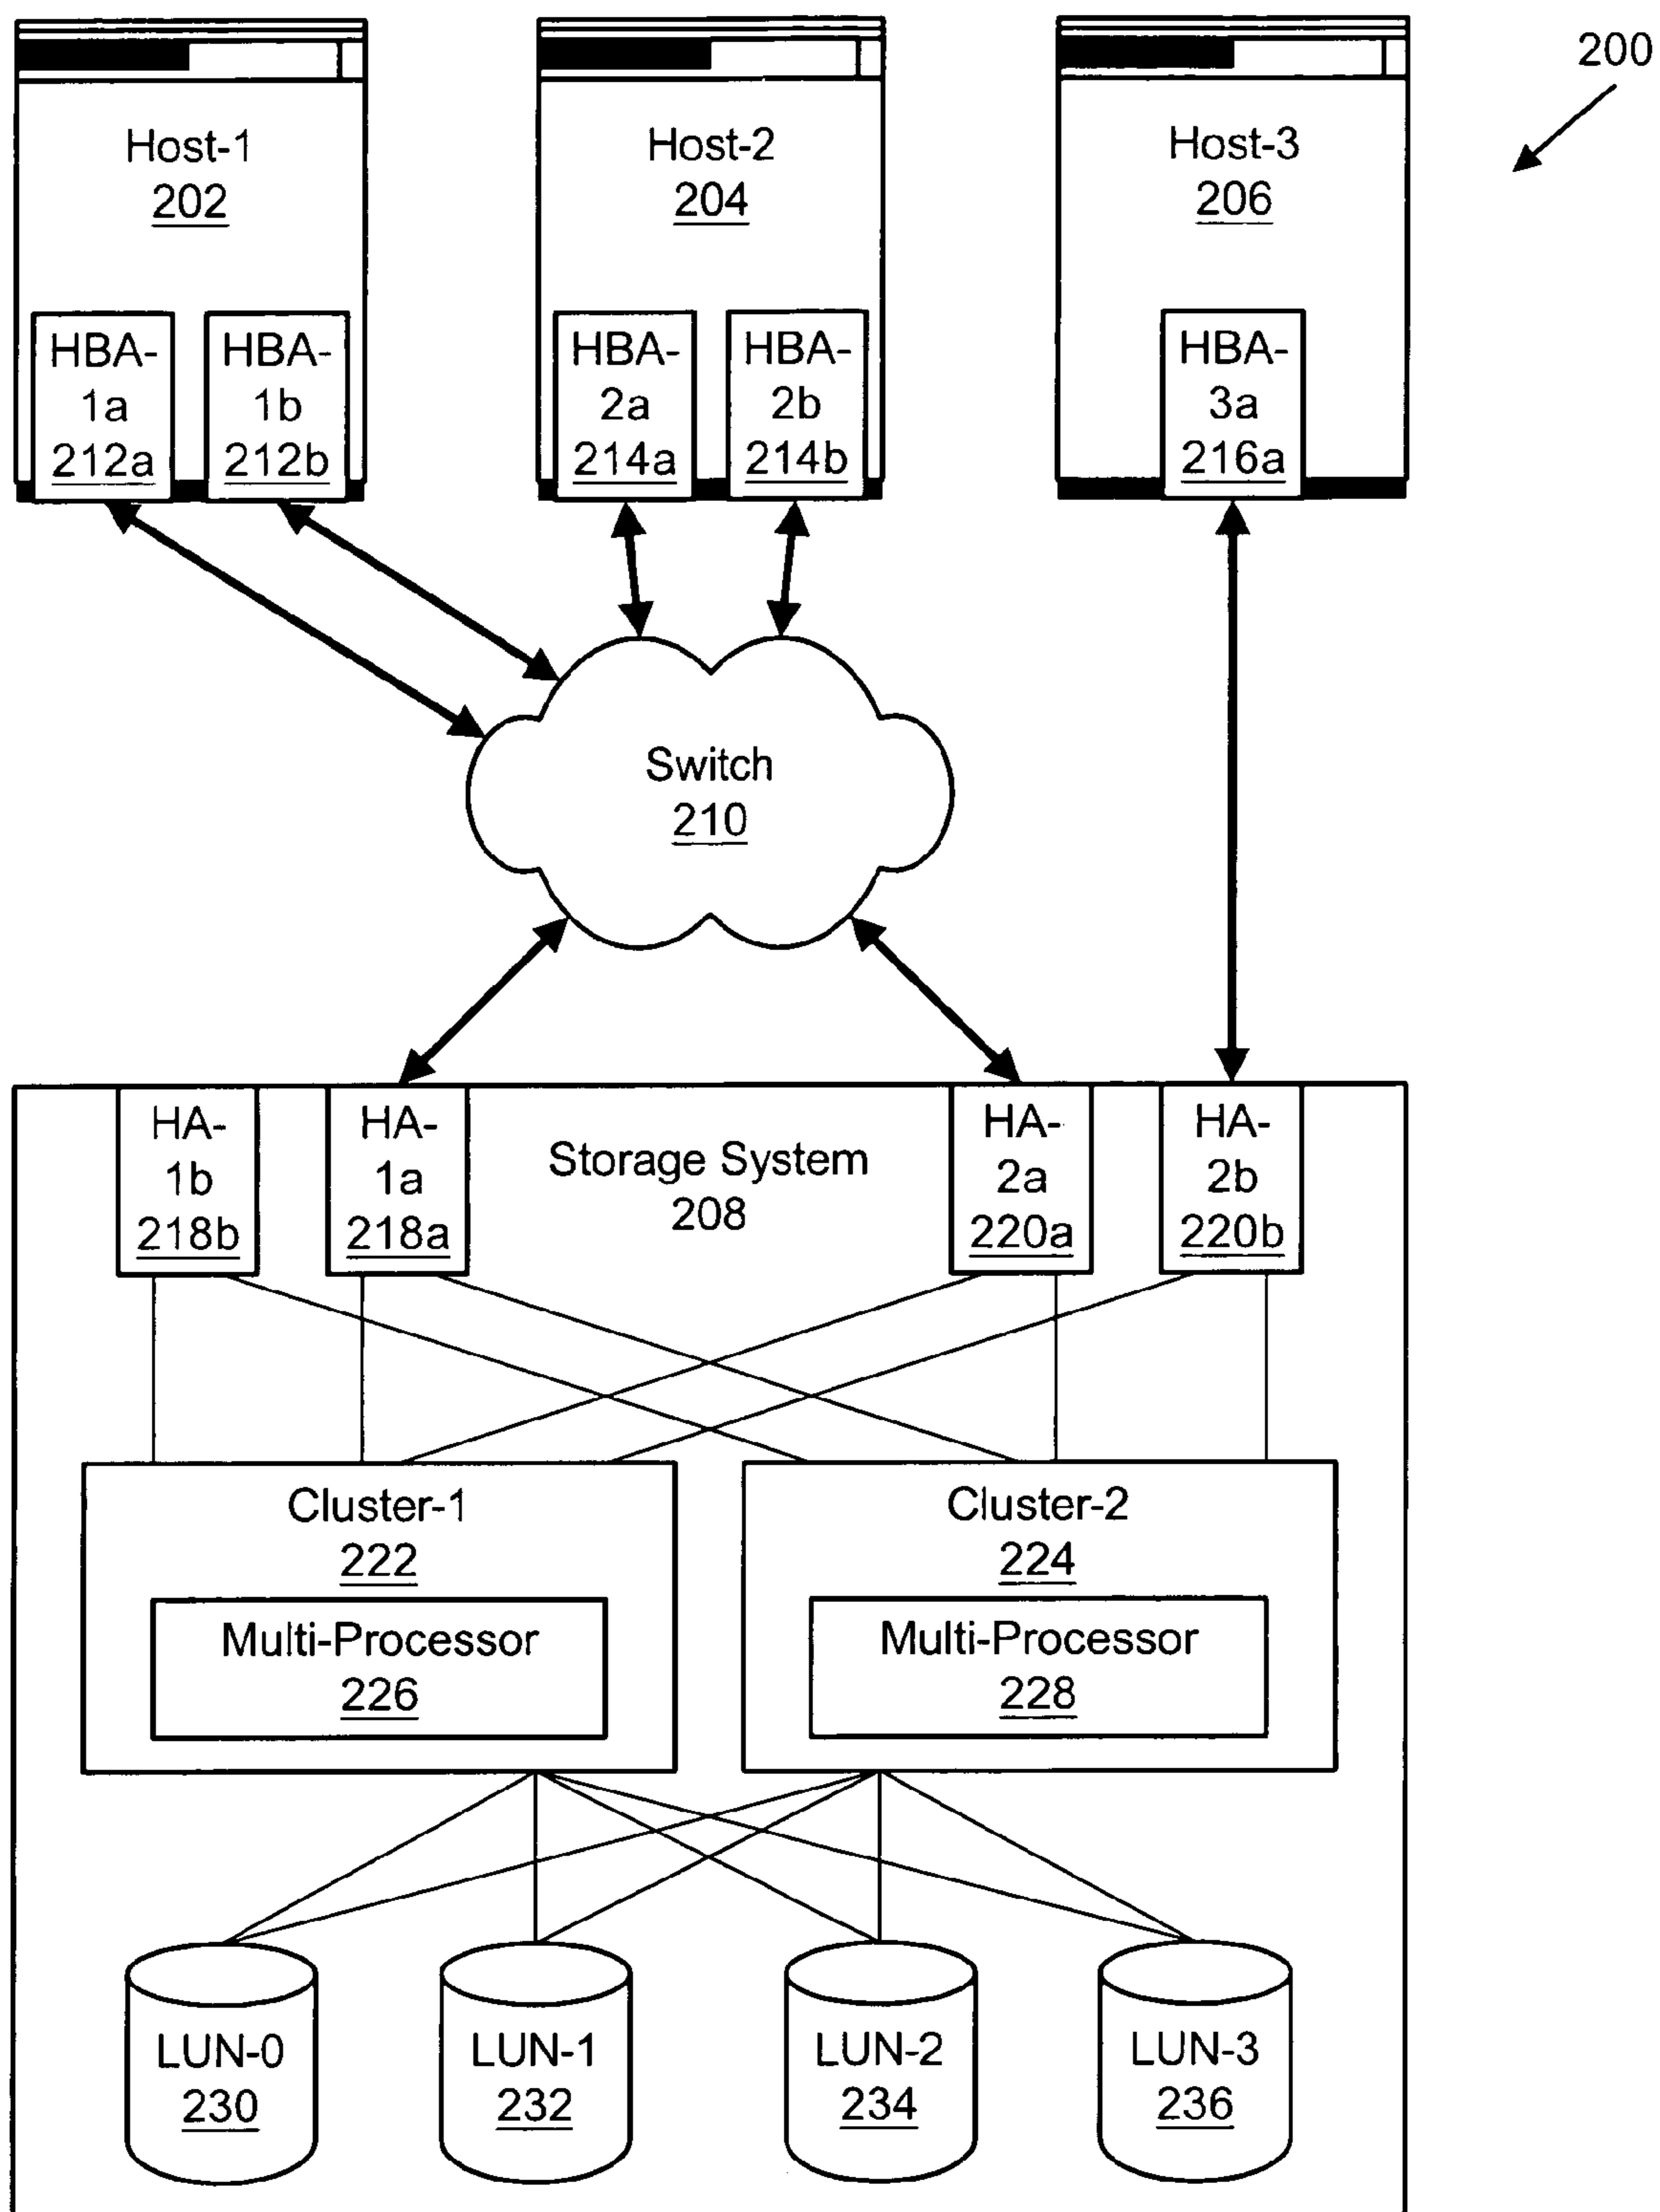 200
Host-1
202
Host-2
204
Host-3
206
HBA-
1a
212a
HBA-
1b
212b
HBA-
2a
214a
HBA-
2b
214b
HBA-
3a
216a
Switch
210
HA-
1b
218b
HA-
1a
218a
Storage System
208
HA-
2a
220a
HA-
2b
220b
Cluster-1
222
Multi-Processor
226
Cluster-2
224
Multi-Processor
228
LUN-0
230
LUN-1
232
LUN-2
234
LUN-3
236